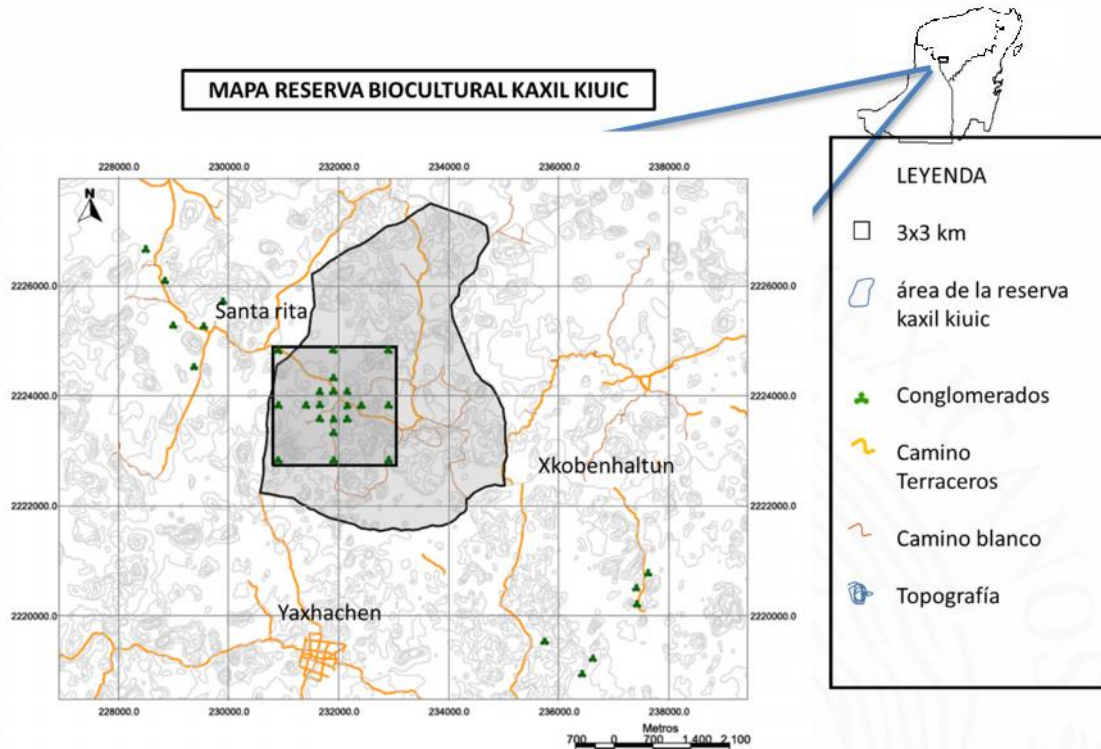 MAPA RESERVA BIOCULTURAL KAXIL KIUIC
228000.0 230000.0 232000.0 234000.0 236000.0 238000.0
N
2226000.0 2226000.0
Santa rita
2224000.0 2224000.0
Xkobenhaltun
2222000.0 2222000.0
Yaxhachen
2220000.0 2220000.0
228000.0 230000.0 232000.0 234000.0 236000.0 238000.0
Metros
700 0 700 1,400 2,100
LEYENDA
3x3 km
área de la reserva
kaxil kiuic
Conglomerados
Camino
Terraceros
Camino blanco
Topografía